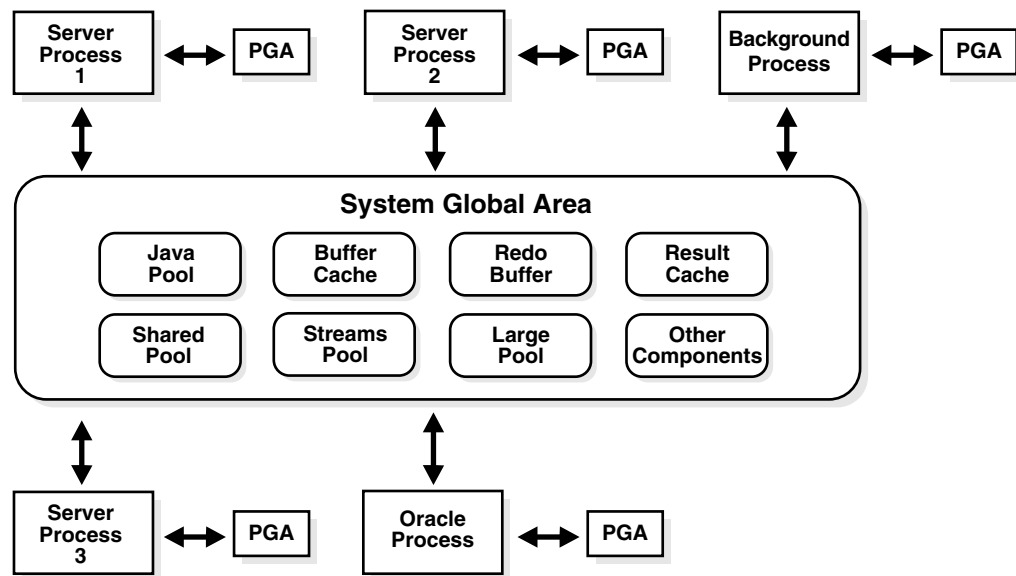 Server
Process
1
PGA
Server
Process
2
PGA
Background
Process
PGA
System Global Area
Java
Pool
Buffer
Cache
Redo
Buffer
Result
Cache
Shared
Pool
Streams
Pool
Large
Pool
Other
Components
Server
Process
3
PGA
Oracle
Process
PGA